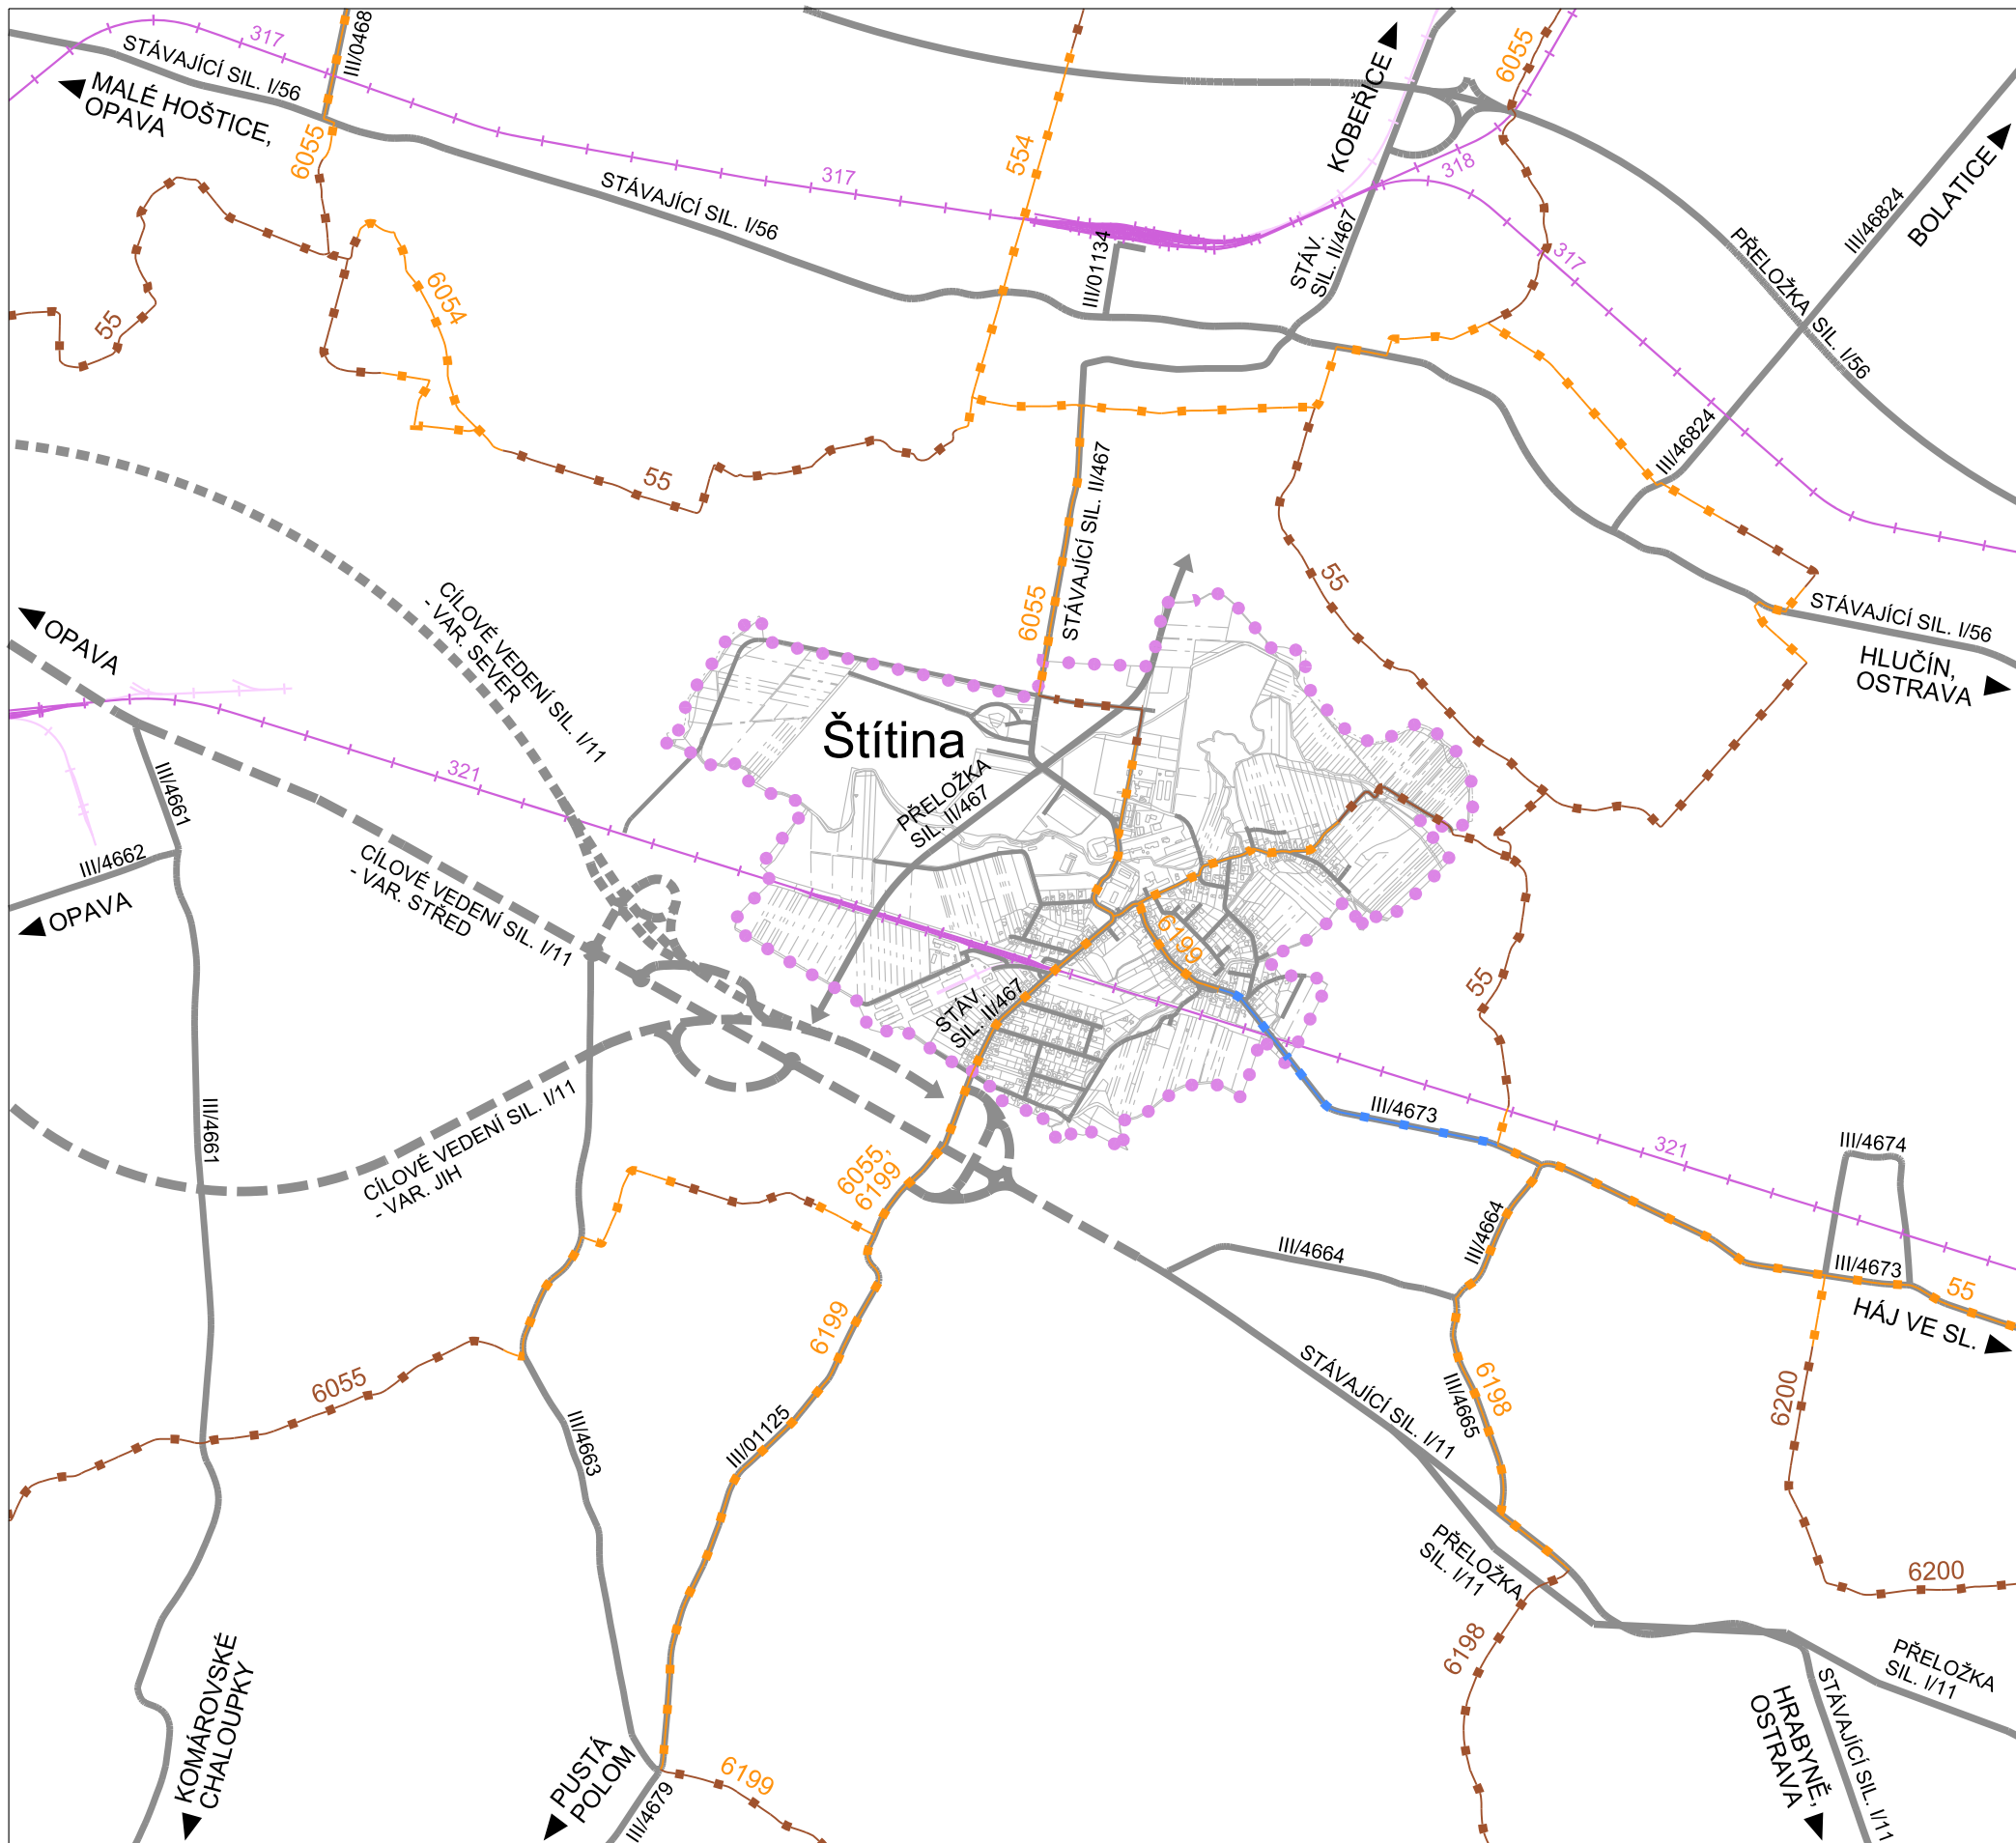 317
III/0468
STÁVAJÍCÍ SIL. I/56
MALÉ HOŠTICE,
OPAVA
6055
317
554
STÁVAJÍCÍ SIL. I/56
KOBEŘICE
6055
318
III/46824
BOLATICE
PŘELOŽKA SIL. I/56
317
STÁV.
SIL. II/467
III/01134
6054
55
55
III/46824
STÁVAJÍCÍ SIL. II/467
6055
55
CÍLOVÉ VEDENÍ SIL. I/11
- VAR. SEVER
OPAVA
STÁVAJÍCÍ SIL. I/56
HLUČÍN,
OSTRAVA
Štítina
321
III/4661
PŘELOŽKA
SIL. II/467
III/4662
OPAVA
CÍLOVÉ VEDENÍ SIL. I/11
- VAR. STŘED
6199
55
STÁV.
SIL. II/467
III/4661
CÍLOVÉ VEDENÍ SIL. I/11
- VAR. JIH
III/4673
321
III/4674
6055,
6199
III/4664
III/4664
III/4673
55
HÁJ VE SL.
6199
6055
STÁVAJÍCÍ SIL. I/11
6198
III/4665
6200
III/4663
III/01125
PŘELOŽKA
SIL. I/11
6200
6198
PŘELOŽKA
SIL. I/11
KOMÁROVSKÉ
CHALOUPKY
PUSTÁ
POLOM
III/4679
6199
HRABYNĚ,
OSTRAVA
STÁVAJÍCÍ SIL. I/11